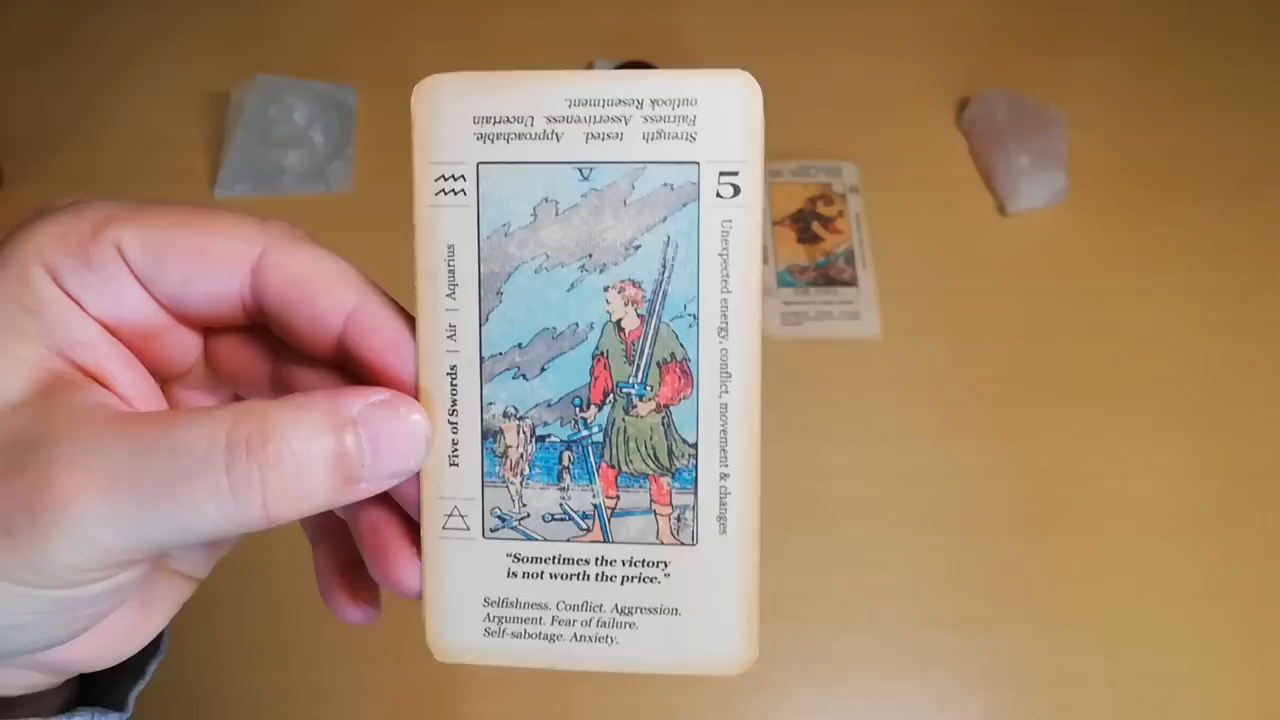 Strength tested. Approachable.
Fairness. Assertiveness. Uncertain
outlook Resentment.
5
V
Five of Swords | Air | Aquarius
Unexpected energy, conflict, movement & changes
“Sometimes the victory
is not worth the price.”
Selfishness. Conflict. Aggression.
Argument. Fear of failure.
Self-sabotage. Anxiety.